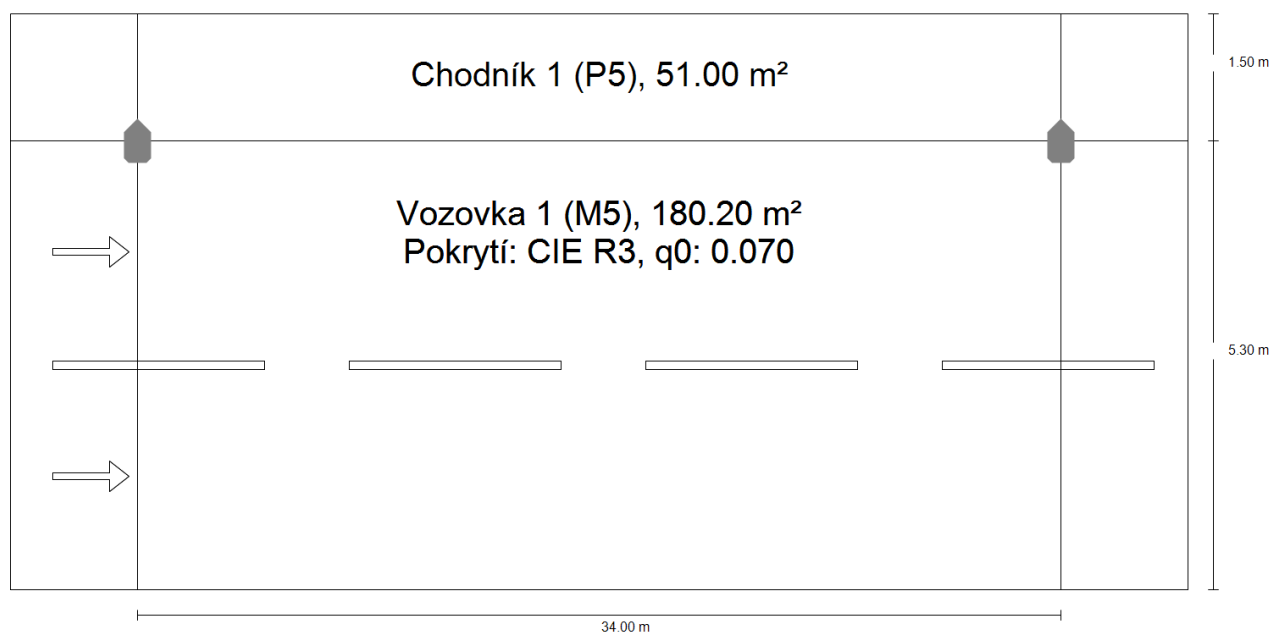 Chodník 1 (P5), 51.00 m²
1.50 m
Vozovka 1 (M5), 180.20 m²
Pokrytí: CIE R3, q0: 0.070
5.30 m
34.00 m